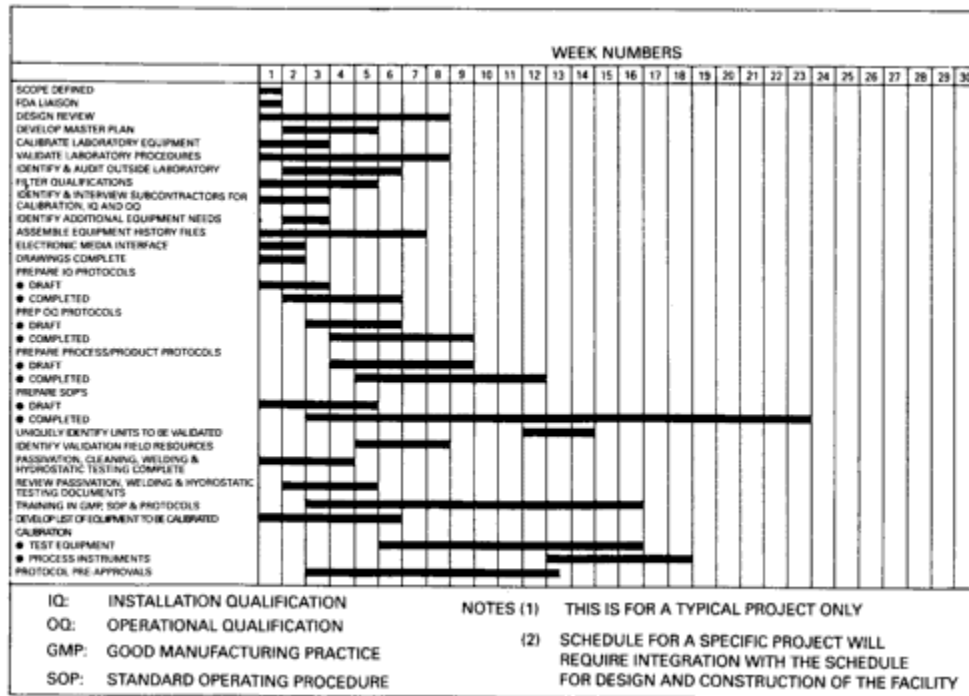 WEEK NUMBERS
1 2 3 4 5 6 7 8 9 10 11 12 13 14 15 16 17 18 19 20 21 22 23 24 25 26 27 28 29 30
SCOPE DEFINED
FDA LIAISON
DESIGN REVIEW
DEVELOP MASTER PLAN
CALIBRATE LABORATORY EQUIPMENT
VALIDATE LABORATORY PROCEDURES
IDENTIFY & AUDIT OUTSIDE LABORATORY
FILTER QUALIFICATIONS
IDENTIFY & INTERVIEW SUBCONTRACTORS FOR
CALIBRATION, IQ AND OQ
IDENTIFY ADDITIONAL EQUIPMENT NEEDS
ASSEMBLE EQUIPMENT HISTORY FILES
ELECTRONIC MEDIA INTERFACE
DRAWINGS COMPLETE
PREPARE IQ PROTOCOLS
● DRAFT
● COMPLETED
PREP OQ PROTOCOLS
● DRAFT
● COMPLETED
PREPARE PROCESS/PRODUCT PROTOCOLS
● DRAFT
● COMPLETED
PREPARE SOP'S
● DRAFT
● COMPLETED
UNIQUELY IDENTIFY UNITS TO BE VALIDATED
IDENTIFY VALIDATION FIELD RESOURCES
PASSIVATION, CLEANING, WELDING &
HYDROSTATIC TESTING COMPLETE
REVIEW PASSIVATION, WELDING & HYDROSTATIC
TESTING DOCUMENTS
TRAINING IN GMP, SOP & PROTOCOLS
DEVELOP LIST OF EQUIPMENT TO BE CALIBRATED
CALIBRATION
● TEST EQUIPMENT
● PROCESS INSTRUMENTS
PROTOCOL PRE-APPROVALS
IQ: INSTALLATION QUALIFICATION
OQ: OPERATIONAL QUALIFICATION
GMP: GOOD MANUFACTURING PRACTICE
SOP: STANDARD OPERATING PROCEDURE
NOTES (1) THIS IS FOR A TYPICAL PROJECT ONLY
(2) SCHEDULE FOR A SPECIFIC PROJECT WILL
REQUIRE INTEGRATION WITH THE SCHEDULE
FOR DESIGN AND CONSTRUCTION OF THE FACILITY